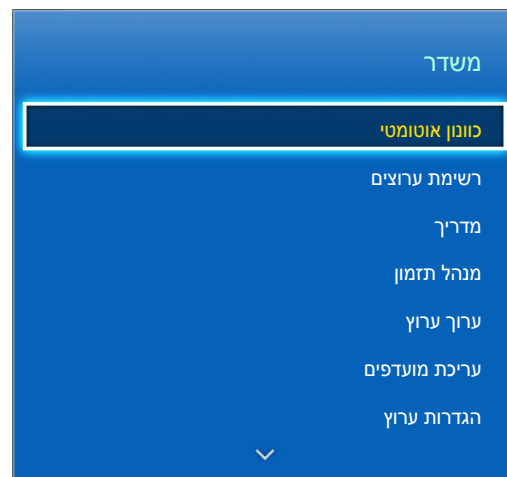 משדר
כוונון אוטומטי
רשימת ערוצים
מדריך
מנהל תזמון
ערוך ערוץ
עריכת מועדפים
הגדרות ערוץ